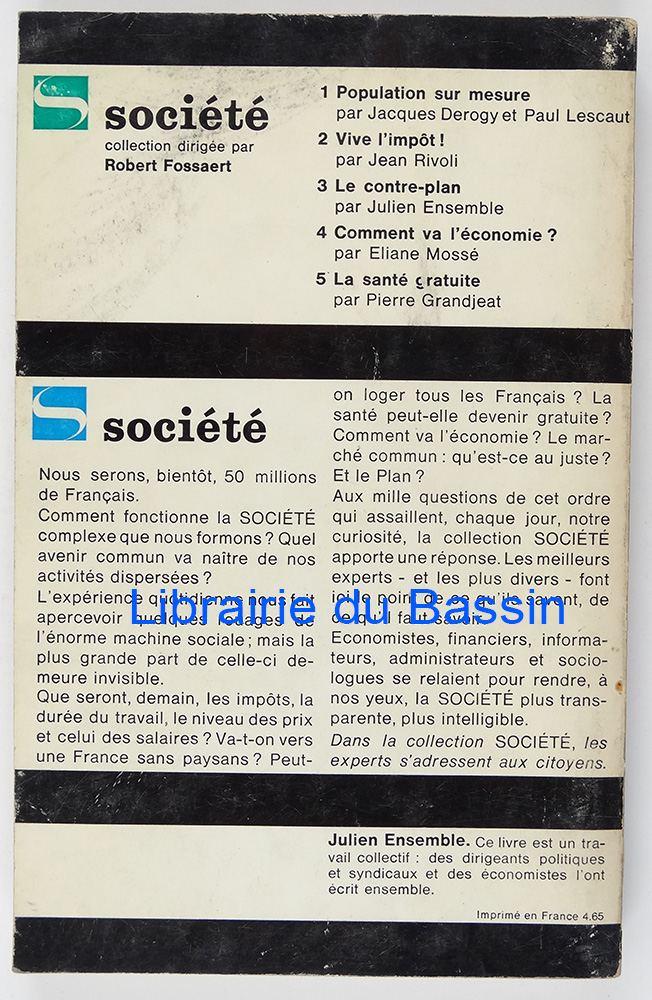 société
collection dirigée par
Robert Fossaert
1 Population sur mesure
par Jacques Derogy et Paul Lescaut
2 Vive l'impôt !
par Jean Rivoli
3 Le contre-plan
par Julien Ensemble
4 Comment va l'économie ?
par Eliane Mossé
5 La santé gratuite
par Pierre Grandjeat
société
Nous serons, bientôt, 50 millions
de Français.
Comment fonctionne la SOCIÉTÉ
complexe que nous formons ? Quel
avenir commun va naître de nos
activités dispersées ?
L'expérience quotidienne nous fait
apercevoir quelques rouages de
l'énorme machine sociale ; mais la
plus grande part de celle-ci de-
meure invisible.
Que seront, demain, les impôts, la
durée du travail, le niveau des prix
et celui des salaires ? Va-t-on vers
une France sans paysans ? Peut-
on loger tous les Français ? La
santé peut-elle devenir gratuite ?
Comment va l'économie ? Le mar-
ché commun : qu'est-ce au juste ?
Et le Plan ?
Aux mille questions de cet ordre
qui assaillent, chaque jour, notre
curiosité, la collection SOCIÉTÉ
apporte une réponse. Les meilleurs
experts - et les plus divers - font
ici le point de ce qu'ils savent, de
ce qu'il faut savoir.
Economistes, financiers, informa-
teurs, administrateurs et socio-
logues se relaient pour rendre, à
nos yeux, la SOCIÉTÉ plus trans-
parente, plus intelligible.
Dans la collection SOCIÉTÉ, les
experts s'adressent aux citoyens.
Librairie du Bassin
Julien Ensemble. Ce livre est un tra-
vail collectif : des dirigeants politiques
et syndicaux et des économistes l'ont
écrit ensemble.
Imprimé en France 4.65